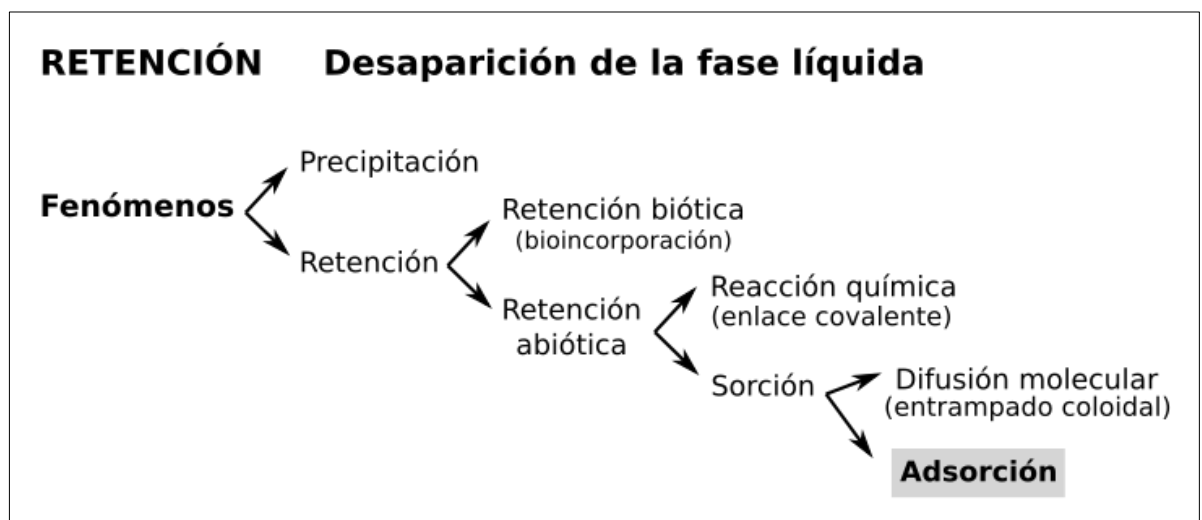 RETENCIÓN Desaparición de la fase líquida
Precipitación
Fenómenos
Retención biótica
(bioincorporación)
Retención
Reacción química
(enlace covalente)
Retención
abiótica
Difusión molecular
(entrampado coloidal)
Sorción
Adsorción